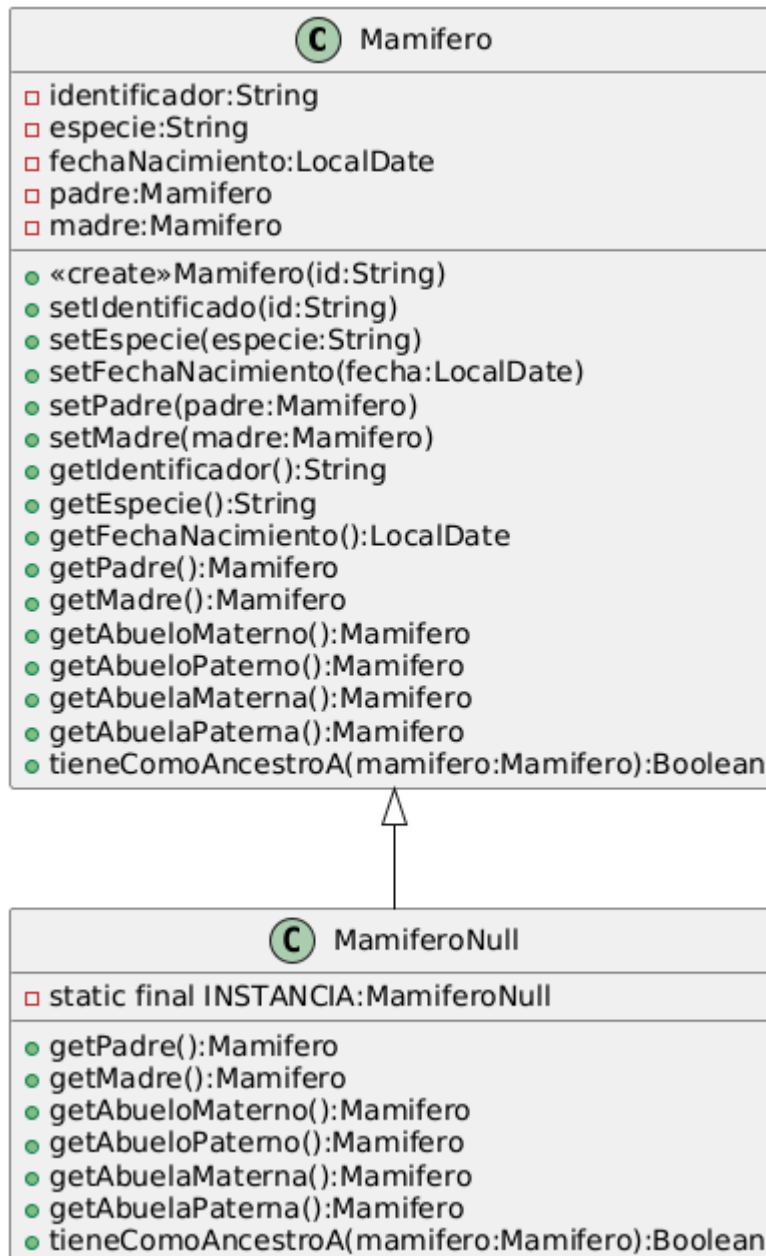 C Mamifero
identificador:String
especie:String
fechaNacimiento:LocalDate
padre:Mamifero
madre:Mamifero
«create»Mamifero(id:String)
setIdentificado(id:String)
setEspecie(especie:String)
setFechaNacimiento(fecha:LocalDate)
setPadre(padre:Mamifero)
setMadre(madre:Mamifero)
getIdentificador():String
getEspecie():String
getFechaNacimiento():LocalDate
getPadre():Mamifero
getMadre():Mamifero
getAbueloMaterno():Mamifero
getAbueloPaterno():Mamifero
getAbuelaMaterna():Mamifero
getAbuelaPaterna():Mamifero
tieneComoAncestroA(mamifero:Mamifero):Boolean
C MamiferoNull
static final INSTANCIA:MamiferoNull
getPadre():Mamifero
getMadre():Mamifero
getAbueloMaterno():Mamifero
getAbueloPaterno():Mamifero
getAbuelaMaterna():Mamifero
getAbuelaPaterna():Mamifero
tieneComoAncestroA(mamifero:Mamifero):Boolean